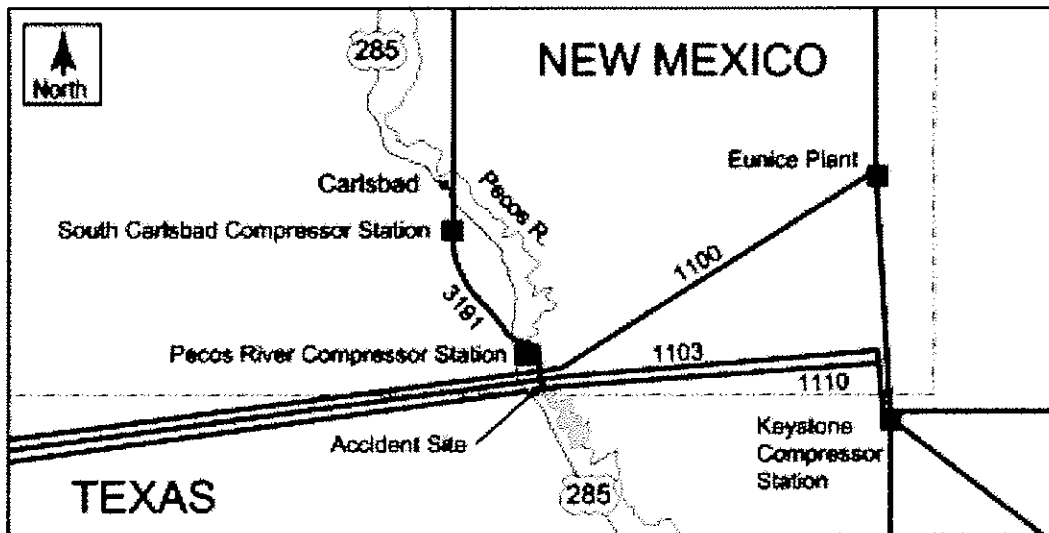 285
NEW MEXICO
North
Eunice Plant
Carlsbad
Pecos R.
South Carlsbad Compressor Station
1100
3191
Pecos River Compressor Station
1103
1110
Accident Site
Keystone
Compressor
Station
TEXAS
285